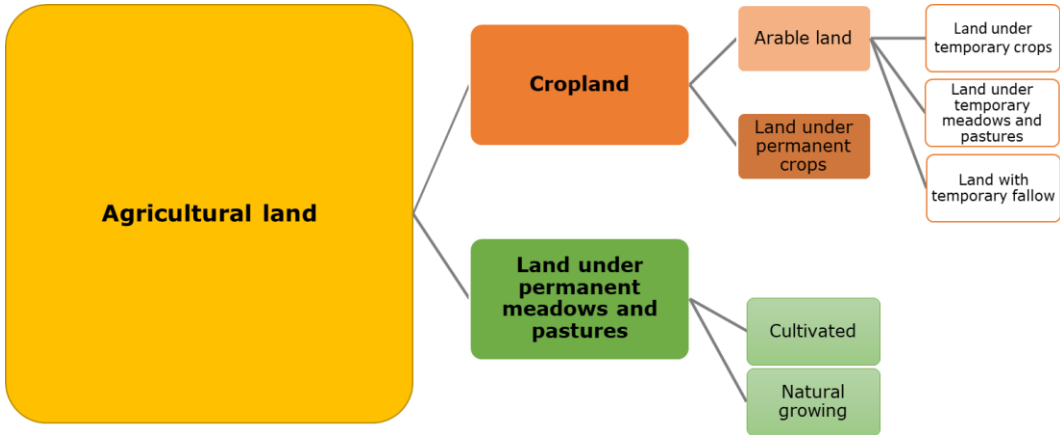 Agricultural land
Cropland
Arable land
Land under
temporary crops
Land under
temporary
meadows and
pastures
Land with
temporary fallow
Land under
permanent
crops
Land under
permanent
meadows and
pastures
Cultivated
Natural
growing